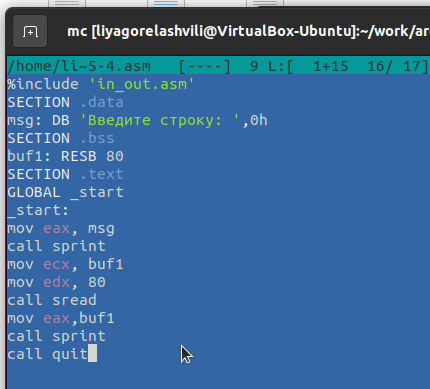 mc [liyagorelashvili@VirtualBox-Ubuntu]:~/work/ar
/home/li~5-4.asm   [----]  9 L:[  1+15  16/ 17]
%include 'in_out.asm'
SECTION .data
msg: DB 'Введите строку: ',0h
SECTION .bss
buf1: RESB 80
SECTION .text
GLOBAL _start
_start:
mov eax, msg
call sprint
mov ecx, buf1
mov edx, 80
call sread
mov eax,buf1
call sprint
call quit